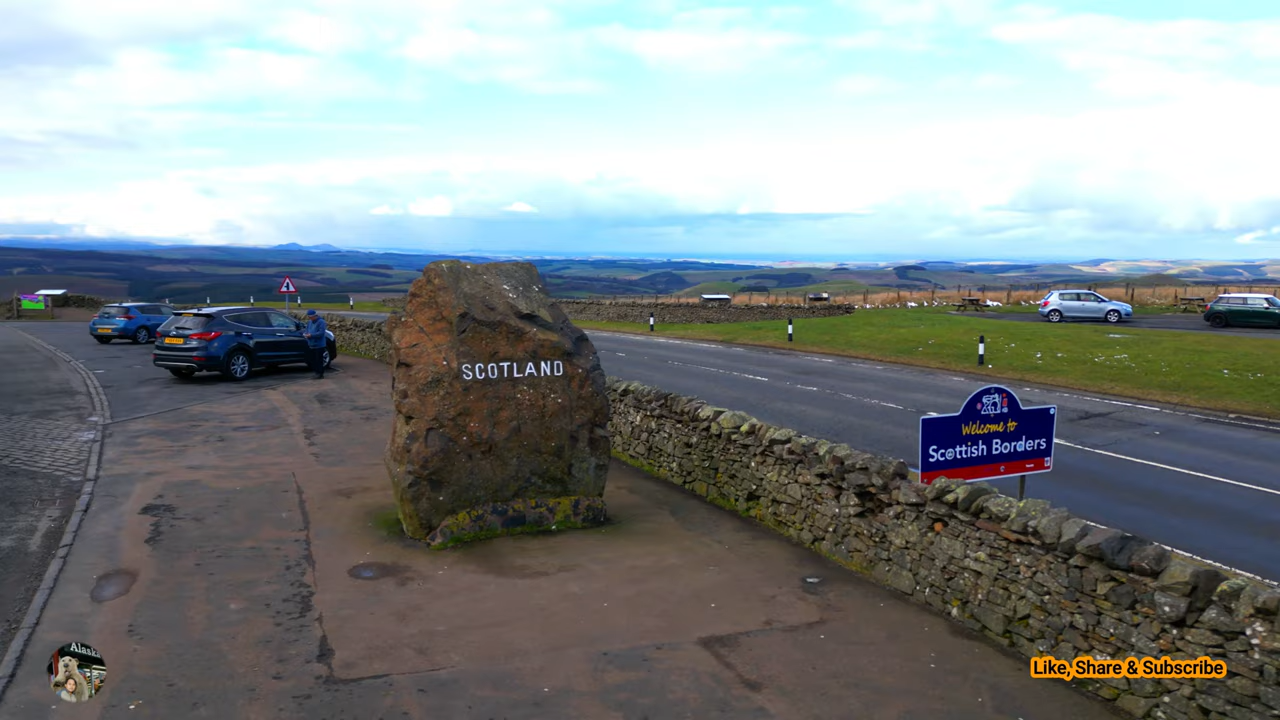 SCOTLAND
Welcome to
Scottish Borders
Alaska
Like, Share & Subscribe